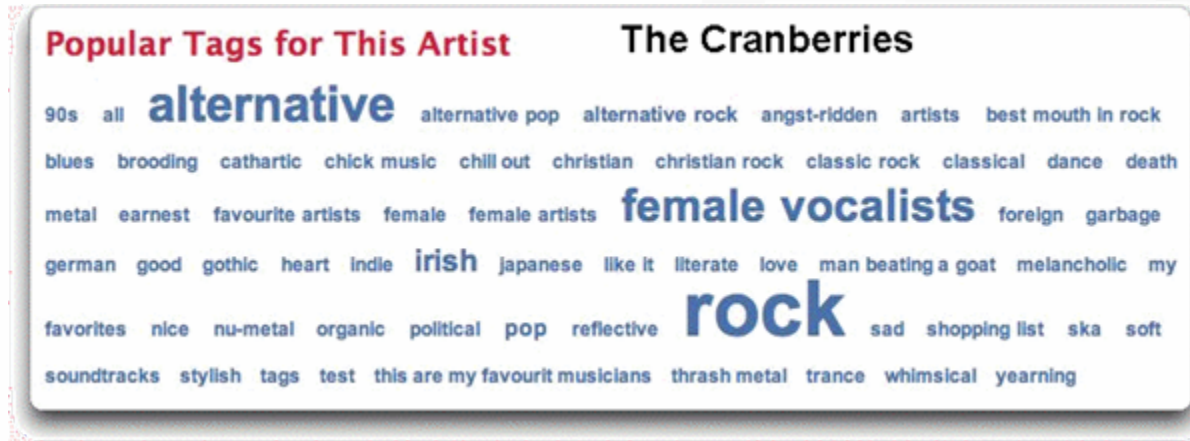 Popular Tags for This Artist The Cranberries
90s all alternative alternative pop alternative rock angst-ridden artists best mouth in rock
blues brooding cathartic chick music chill out christian christian rock classic rock classical dance death
metal earnest favourite artists female female artists female vocalists foreign garbage
german good gothic heart indie irish japanese like it literate love man beating a goat melancholic my
favorites nice nu-metal organic political pop reflective rock sad shopping list ska soft
soundtracks stylish tags test this are my favourit musicians thrash metal trance whimsical yearning